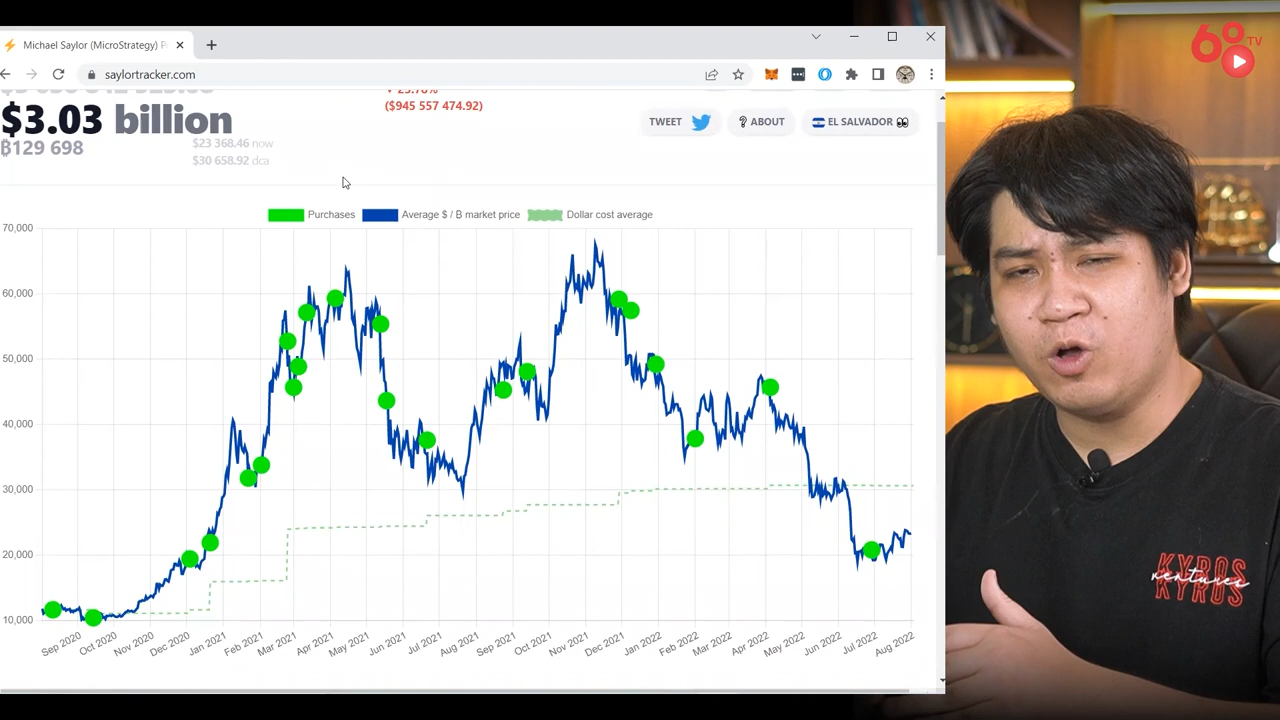 Michael Saylor (MicroStrategy) P
saylortracker.com
$3.03 billion
₿129 698
$23 368.46 now
$30 658.92 dca
23.78%
($945 557 474.92)
TWEET
? ABOUT
EL SALVADOR
Purchases
Average $ / B market price
Dollar cost average
70,000
60,000
50,000
40,000
30,000
20,000
10,000
Sep 2020
Oct 2020
Nov 2020
Dec 2020
Jan 2021
Feb 2021
Mar 2021
Apr 2021
May 2021
Jun 2021
Jul 2021
Aug 2021
Sep 2021
Oct 2021
Nov 2021
Dec 2021
Jan 2022
Feb 2022
Mar 2022
Apr 2022
May 2022
Jun 2022
Jul 2022
Aug 2022
68 TV
KYROS
ventures
KYROS